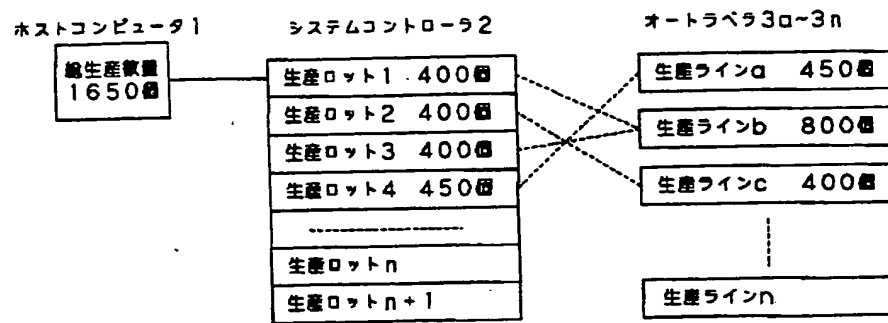 ホストコンピュータ1
総生産数量
1650個
システムコントローラ2
生産ロット1 400個
生産ロット2 400個
生産ロット3 400個
生産ロット4 450個
生産ロットn
生産ロットn+1
オートラベラ3a~3n
生産ラインa 450個
生産ラインb 800個
生産ラインc 400個
生産ラインn